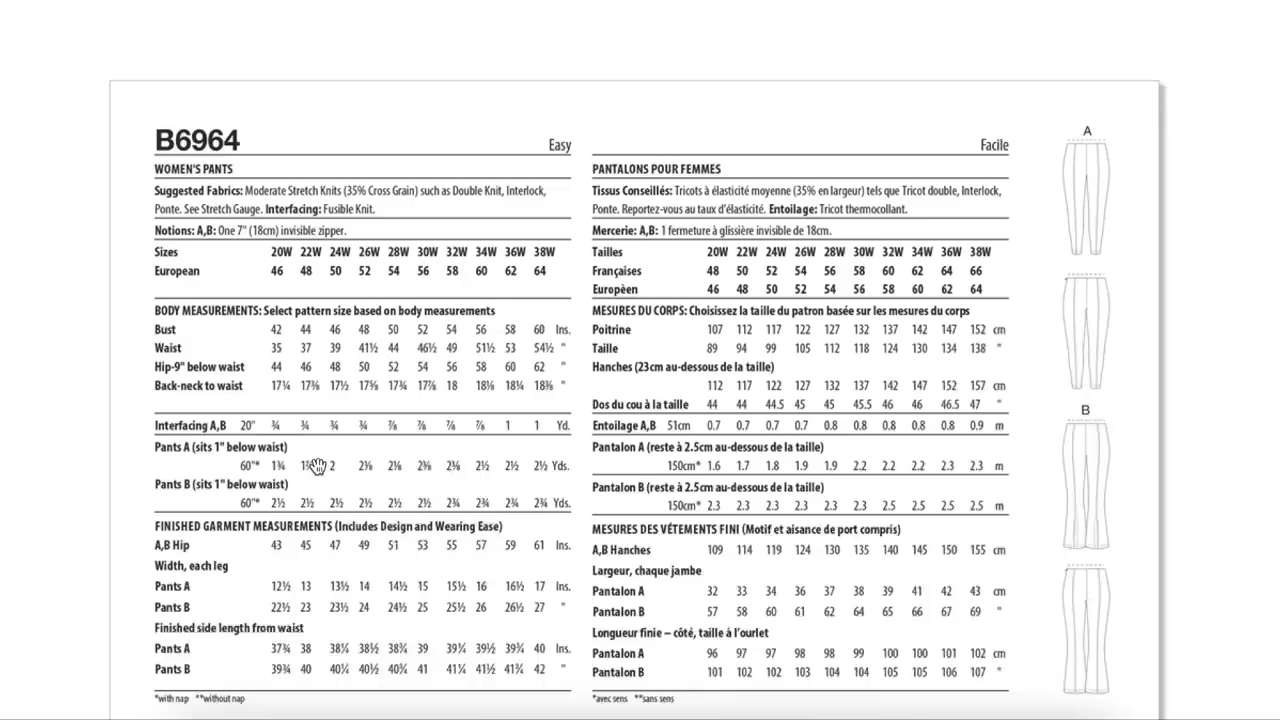 B6964
Easy
WOMEN'S PANTS
Suggested Fabrics: Moderate Stretch Knits (35% Cross Grain) such as Double Knit, Interlock,
Ponte. See Stretch Gauge. Interfacing: Fusible Knit.
Notions: A,B: One 7" (18cm) invisible zipper.
Sizes 20W 22W 24W 26W 28W 30W 32W 34W 36W 38W
European 46 48 50 52 54 56 58 60 62 64
BODY MEASUREMENTS: Select pattern size based on body measurements
Bust 42 44 46 48 50 52 54 56 58 60 Ins.
Waist 35 37 39 41½ 44 46½ 49 51½ 53 54½ "
Hip-9" below waist 44 46 48 50 52 54 56 58 60 62 "
Back-neck to waist 17¼ 17⅜ 17½ 17⅝ 17¾ 17⅞ 18 18⅛ 18¼ 18⅜ "
Interfacing A,B 20" ¾ ¾ ¾ ¾ ⅞ ⅞ ⅞ ⅞ 1 1 Yd.
Pants A (sits 1" below waist)
60"* 1¾ 2 2⅛ 2⅛ 2⅜ 2⅜ 2½ 2½ 2½ Yds.
Pants B (sits 1" below waist)
60"* 2½ 2½ 2½ 2½ 2½ 2½ 2¾ 2¾ 2¾ 2¾ Yds.
FINISHED GARMENT MEASUREMENTS (Includes Design and Wearing Ease)
A,B Hip 43 45 47 49 51 53 55 57 59 61 Ins.
Width, each leg
Pants A 12½ 13 13½ 14 14½ 15 15½ 16 16½ 17 Ins.
Pants B 22½ 23 23½ 24 24½ 25 25½ 26 26½ 27 "
Finished side length from waist
Pants A 37¾ 38 38¼ 38½ 38¾ 39 39¼ 39½ 39¾ 40 Ins.
Pants B 39¾ 40 40¼ 40½ 40¾ 41 41¼ 41½ 41¾ 42 "
*with nap **without nap
Facile
PANTALONS POUR FEMMES
Tissus Conseillés: Tricots à élasticité moyenne (35% en largeur) tels que Tricot double, Interlock,
Ponte. Reportez-vous au taux d'élasticité. Entoilage: Tricot thermocollant.
Mercerie: A,B: 1 fermeture à glissière invisible de 18cm.
Tailles 20W 22W 24W 26W 28W 30W 32W 34W 36W 38W
Françaises 48 50 52 54 56 58 60 62 64 66
Europèen 46 48 50 52 54 56 58 60 62 64
MESURES DU CORPS: Choisissez la taille du patron basée sur les mesures du corps
Poitrine 107 112 117 122 127 132 137 142 147 152 cm
Taille 89 94 99 105 112 118 124 130 134 138 "
Hanches (23cm au-dessous de la taille)
112 117 122 127 132 137 142 147 152 157 cm
Dos du cou à la taille 44 44 44.5 45 45 45.5 46 46 46.5 47 "
Entoilage A,B 51cm 0.7 0.7 0.7 0.7 0.8 0.8 0.8 0.8 0.8 0.9 m
Pantalon A (reste à 2.5cm au-dessous de la taille)
150cm* 1.6 1.7 1.8 1.9 1.9 2.2 2.2 2.2 2.3 2.3 m
Pantalon B (reste à 2.5cm au-dessous de la taille)
150cm* 2.3 2.3 2.3 2.3 2.3 2.3 2.5 2.5 2.5 2.5 m
MESURES DES VÉTEMENTS FINI (Motif et aisance de port compris)
A,B Hanches 109 114 119 124 130 135 140 145 150 155 cm
Largeur, chaque jambe
Pantalon A 32 33 34 36 37 38 39 41 42 43 cm
Pantalon B 57 58 60 61 62 64 65 66 67 69 "
Longueur finie – côté, taille à l'ourlet
Pantalon A 96 97 97 98 98 99 100 100 101 102 cm
Pantalon B 101 102 102 103 104 104 105 105 106 107 "
*avec sens **sans sens
A
B